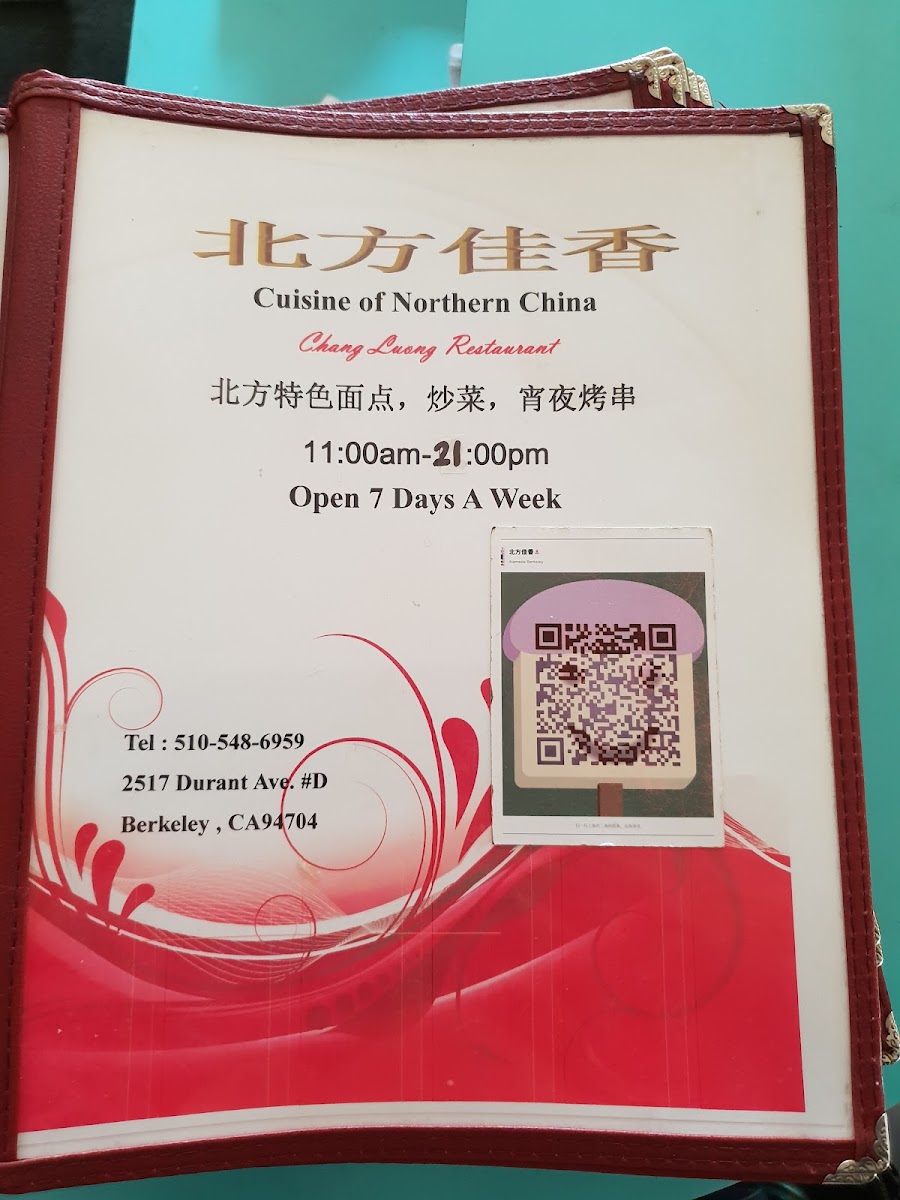 北方佳香
Cuisine of Northern China
Chang Luong Restaurant
北方特色面点，炒菜，宵夜烤串
11:00am-21:00pm
Open 7 Days A Week
北方佳香
Tel : 510-548-6959
2517 Durant Ave. #D
Berkeley , CA94704